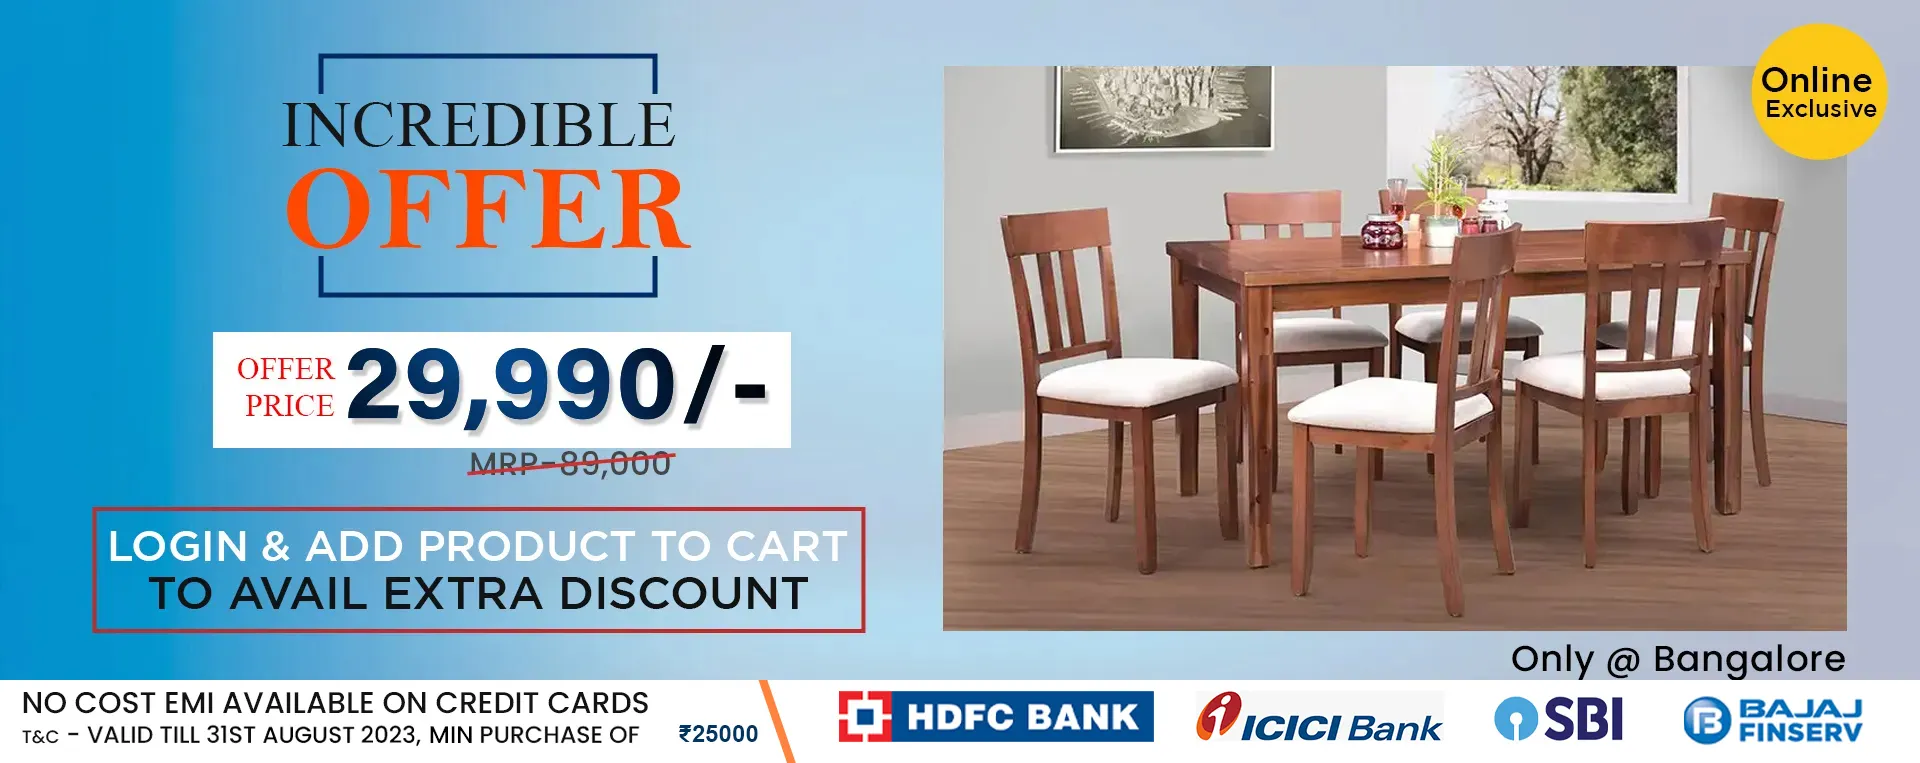 INCREDIBLE
OFFER
OFFER
PRICE
29,990/-
MRP-89,000
LOGIN & ADD PRODUCT TO CART
TO AVAIL EXTRA DISCOUNT
Online
Exclusive
Only @ Bangalore
NO COST EMI AVAILABLE ON CREDIT CARDS
T&C - VALID TILL 31ST AUGUST 2023, MIN PURCHASE OF ₹25000
HDFC BANK
ICICI Bank
SBI
BAJAJ
FINSERV